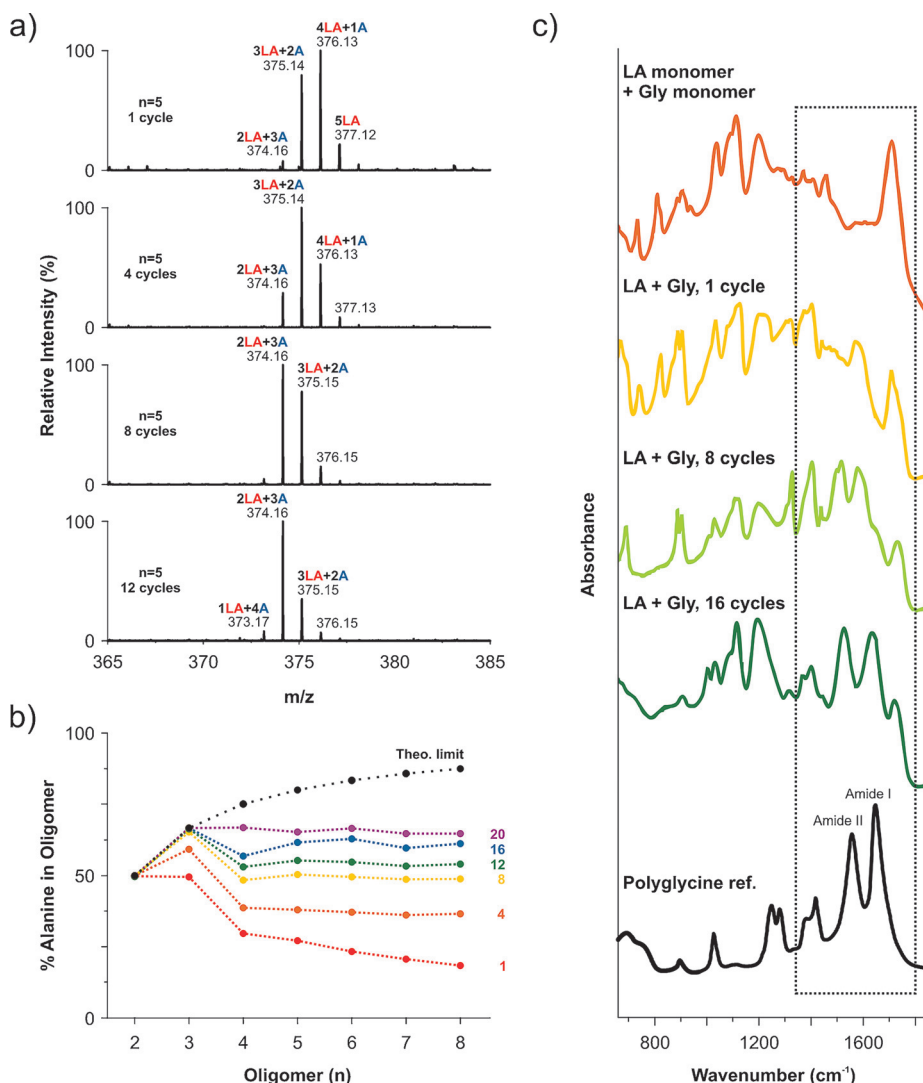 a)
100
0
n=5
1 cycle
2LA+3A
374.16
3LA+2A
375.14
4LA+1A
376.13
5LA
377.12
100
0
n=5
4 cycles
2LA+3A
374.16
3LA+2A
375.14
4LA+1A
376.13
377.13
100
0
n=5
8 cycles
2LA+3A
374.16
3LA+2A
375.15
376.15
100
0
n=5
12 cycles
1LA+4A
373.17
2LA+3A
374.16
3LA+2A
375.15
376.15
365
370
375
380
385
m/z
Relative Intensity (%)
b)
100
50
0
% Alanine in Oligomer
Theo. limit
20
16
12
8
4
1
2
3
4
5
6
7
8
Oligomer (n)
c)
LA monomer
+ Gly monomer
LA + Gly, 1 cycle
LA + Gly, 8 cycles
LA + Gly, 16 cycles
Amide I
Amide II
Polyglycine ref.
Absorbance
800
1200
1600
Wavenumber (cm-1)